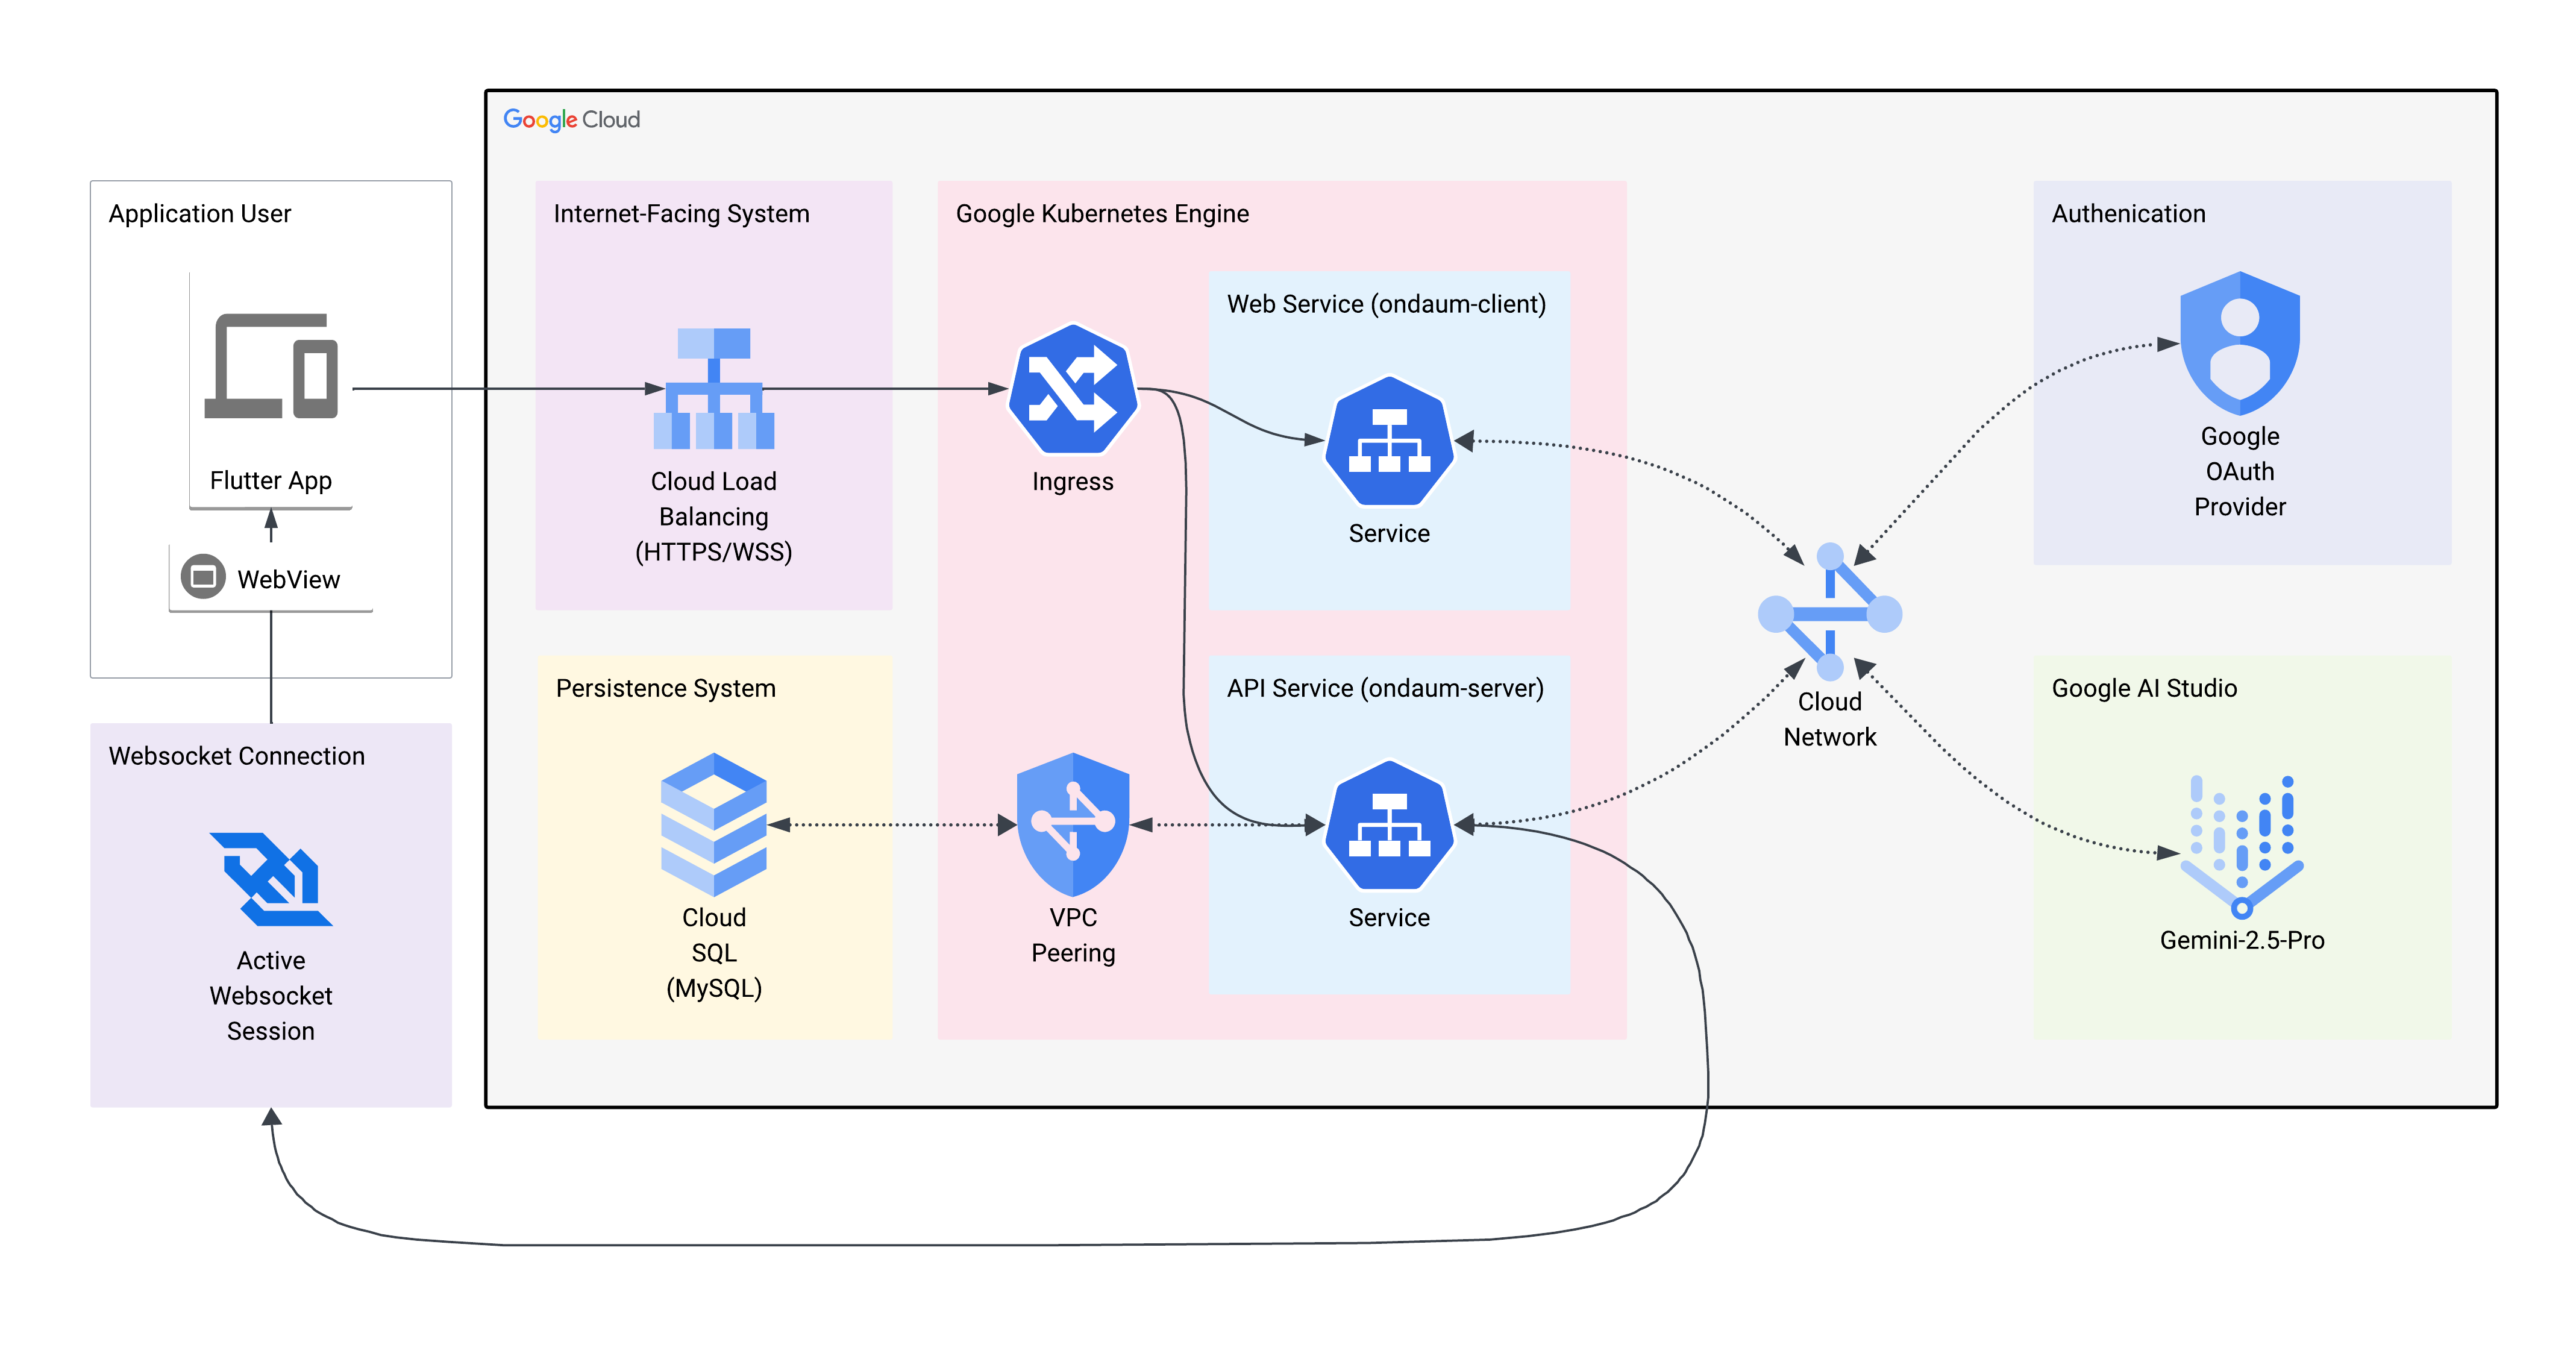 Google Cloud
Application User
Flutter App
WebView
Websocket Connection
Active
Websocket
Session
Internet-Facing System
Cloud Load
Balancing
(HTTPS/WSS)
Persistence System
Cloud
SQL
(MySQL)
Google Kubernetes Engine
Ingress
Web Service (ondaum-client)
Service
VPC
Peering
API Service (ondaum-server)
Service
Cloud
Network
Authenication
Google
OAuth
Provider
Google AI Studio
Gemini-2.5-Pro